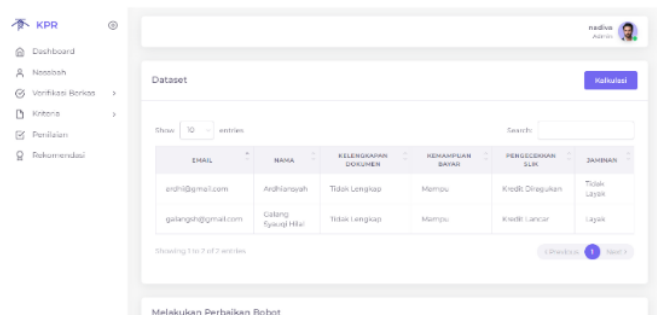 KPR
Dashboard
Nasabah
Verifikasi Berkas
Kriteria
Penilaian
Rekomendasi
nadiva
Admin
Dataset
Kalkulasi
Show 10 entries
Search:
EMAIL NAMA KELENGKAPAN DOKUMEN KEMAMPUAN BAYAR PENGECEKAN SLIK JAMINAN
ardhi@gmail.com Ardhiansyah Tidak Lengkap Mampu Kredit Diragukan Tidak Layak
galangsh@gmail.com Galang Syauqi Hilal Tidak Lengkap Mampu Kredit Lancar Layak
Showing 1 to 2 of 2 entries
Previous 1 Next
Melakukan Perbaikan Bobot